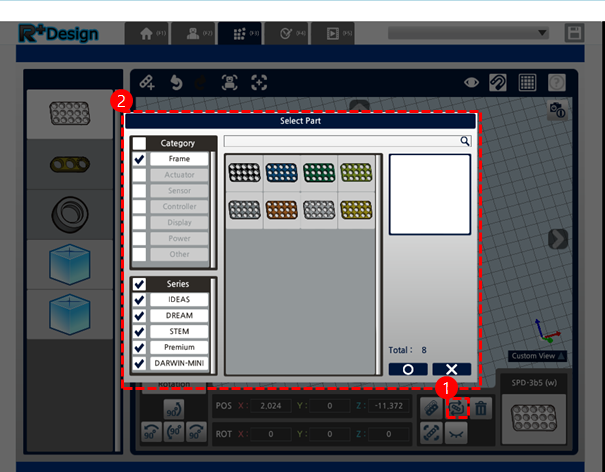 R+Design
(F1)
(F2)
(F3)
(F4)
(F5)
2
Select Part
Category
Frame
Actuator
Sensor
Controller
Display
Power
Other
Series
IDEAS
DREAM
STEM
Premium
DARWIN-MINI
Total : 8
Custom View
1
Rotation
SPD-3b5 (w)
90°
POS X : 2,024 Y : 0 Z : -11,372
90° 90° 90°
ROT X : 0 Y : 0 Z : 0